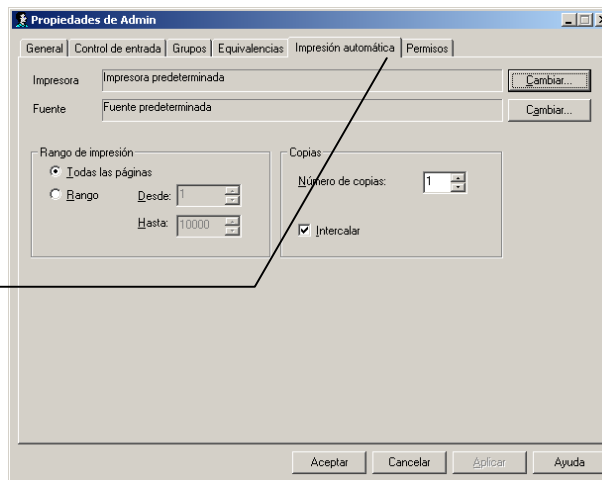 Propiedades de Admin
General Control de entrada Grupos Equivalencias Impresión automática Permisos
Impresora Impresora predeterminada Cambiar...
Fuente Fuente predeterminada Cambiar...
Rango de impresión Copias
Todas las páginas Número de copias: 1
Rango Desde: 1
Hasta: 10000 Intercalar
Aceptar Cancelar Aplicar Ayuda